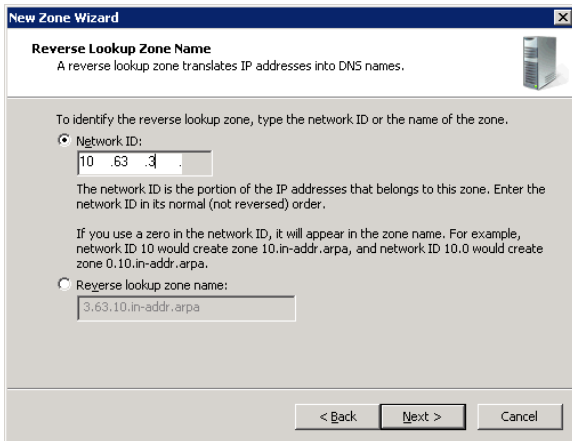 New Zone Wizard
Reverse Lookup Zone Name
A reverse lookup zone translates IP addresses into DNS names.
To identify the reverse lookup zone, type the network ID or the name of the zone.
Network ID:
10 .63 .3 .
The network ID is the portion of the IP addresses that belongs to this zone. Enter the
network ID in its normal (not reversed) order.
If you use a zero in the network ID, it will appear in the zone name. For example,
network ID 10 would create zone 10.in-addr.arpa, and network ID 10.0 would create
zone 0.10.in-addr.arpa.
Reverse lookup zone name:
3.63.10.in-addr.arpa
< Back Next > Cancel